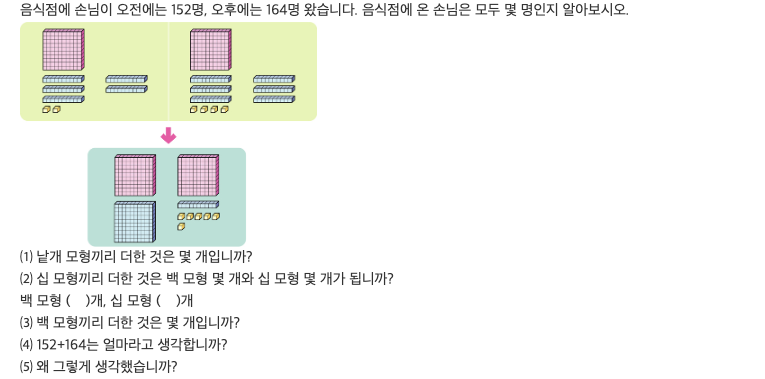 음식점에 손님이 오전에는 152명, 오후에는 164명 왔습니다. 음식점에 온 손님은 모두 몇 명인지 알아보시오.
(1) 낱개 모형끼리 더한 것은 몇 개입니까?
(2) 십 모형끼리 더한 것은 백 모형 몇 개와 십 모형 몇 개가 됩니까?
백 모형 ( )개, 십 모형 ( )개
(3) 백 모형끼리 더한 것은 몇 개입니까?
(4) 152+164는 얼마라고 생각합니까?
(5) 왜 그렇게 생각했습니까?